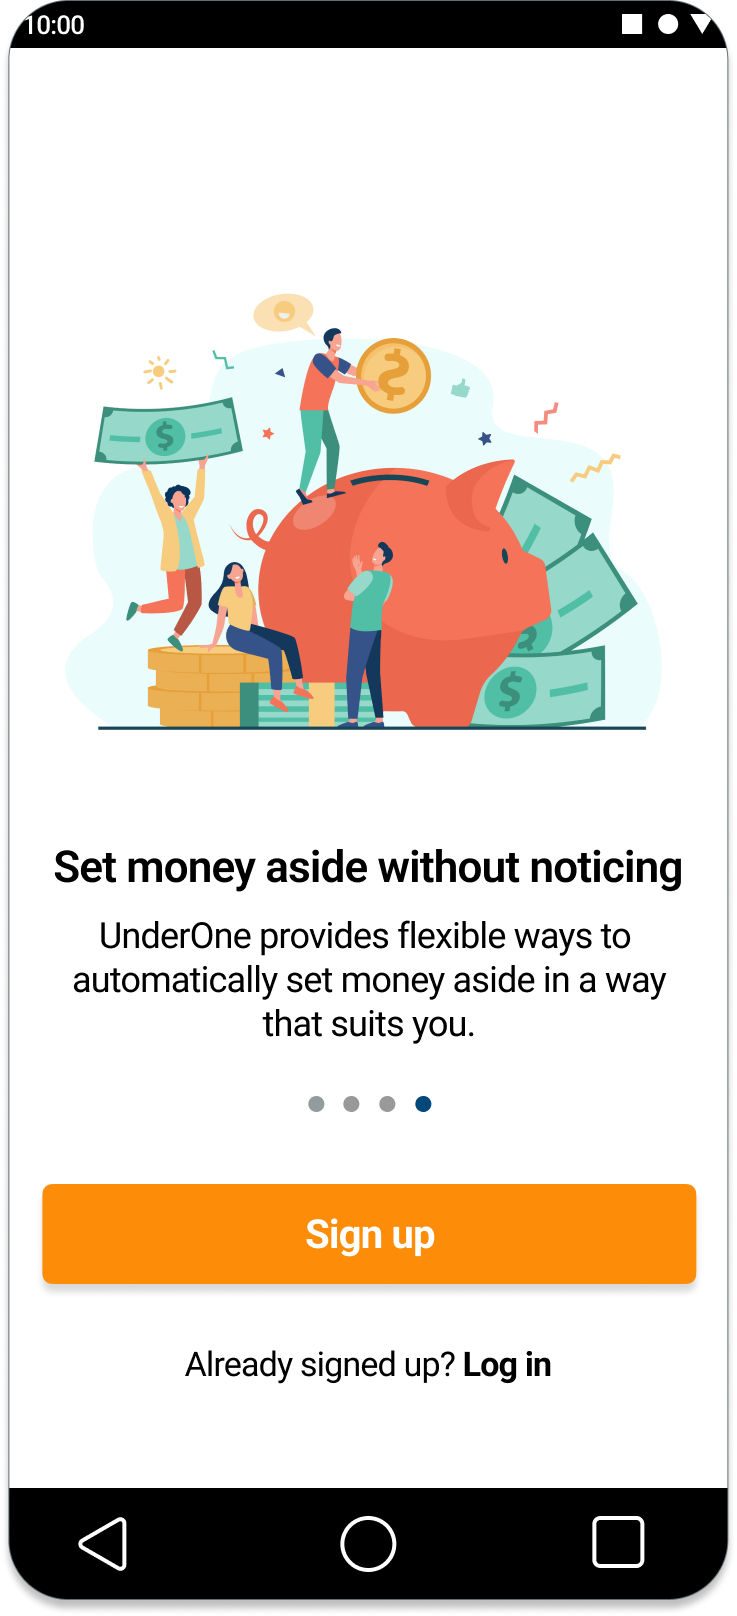 10:00
$
$
$
Set money aside without noticing
UnderOne provides flexible ways to
automatically set money aside in a way
that suits you.
Sign up
Already signed up? Log in